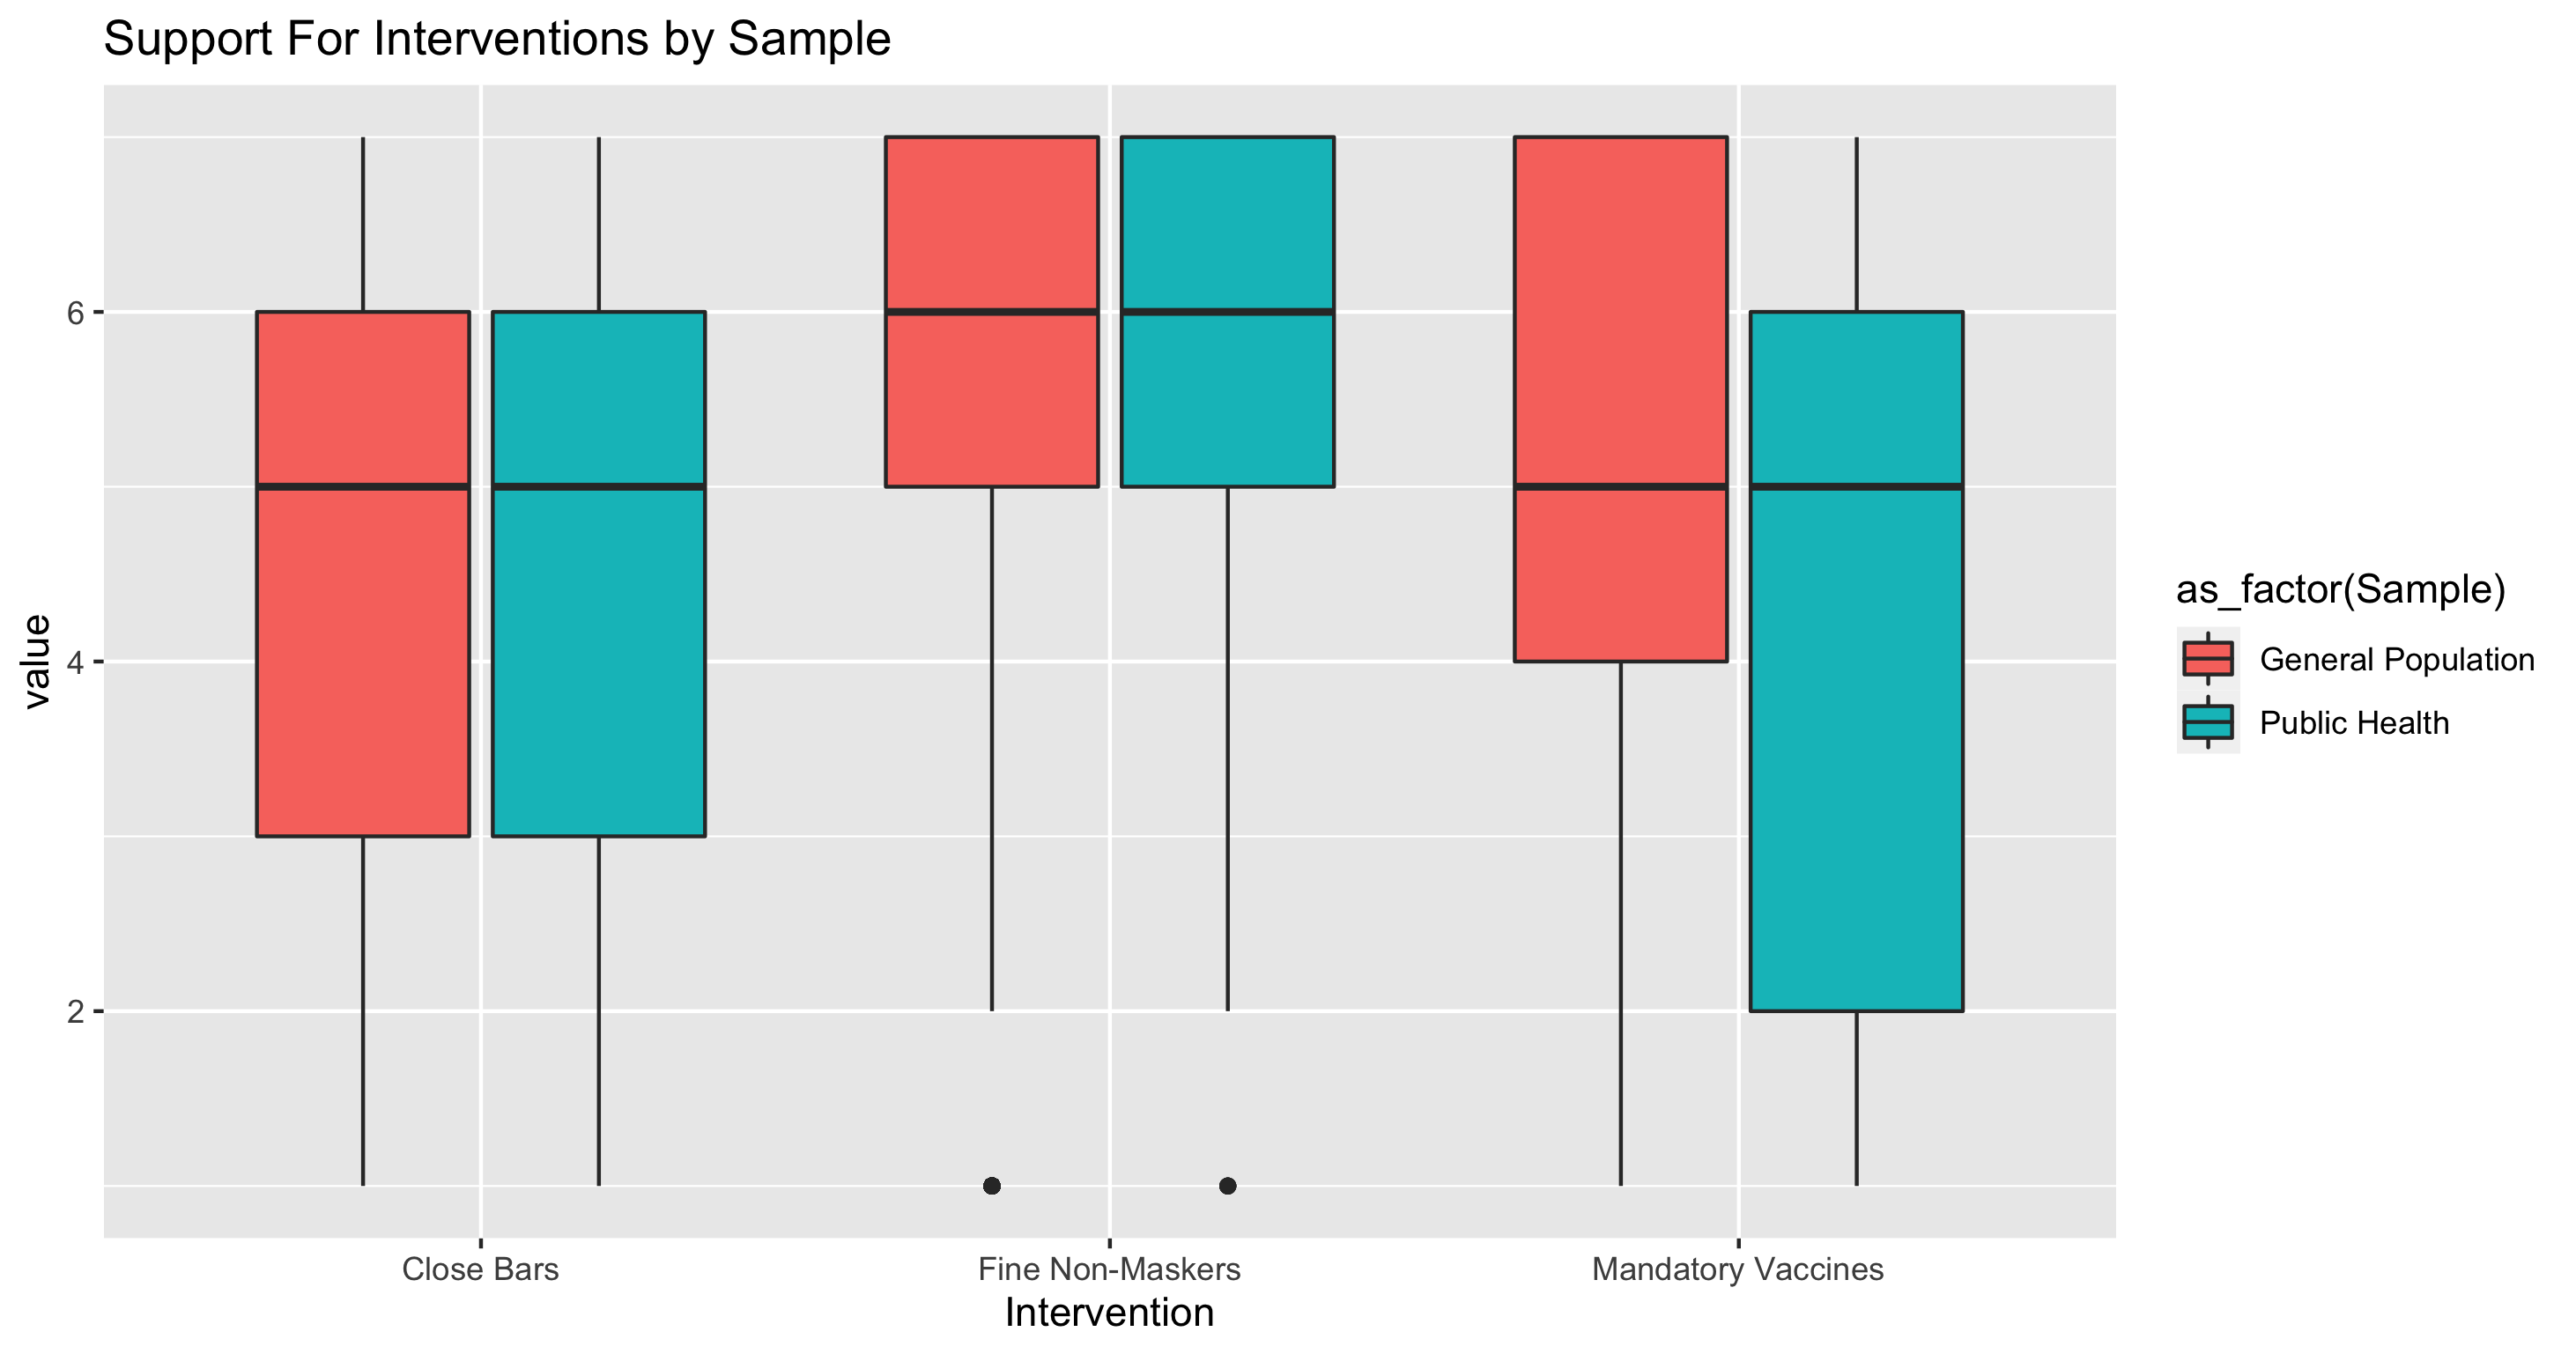 Support For Interventions by Sample
value
6
4
2
Close Bars
Fine Non-Maskers
Mandatory Vaccines
Intervention
as_factor(Sample)
General Population
Public Health